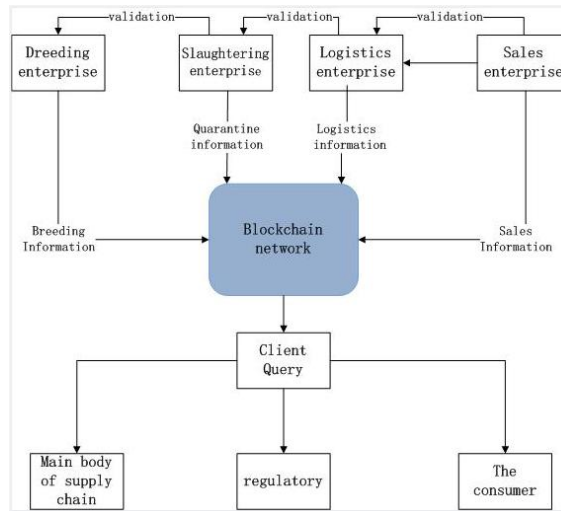 validation
validation
validation
Dreeding
enterprise
Slaughtering
enterprise
Logistics
enterprise
Sales
enterprise
Quarantine
information
Logistics
information
Breeding
Information
Blockchain
network
Sales
Information
Client
Query
Main body
of supply
chain
regulatory
The
consumer